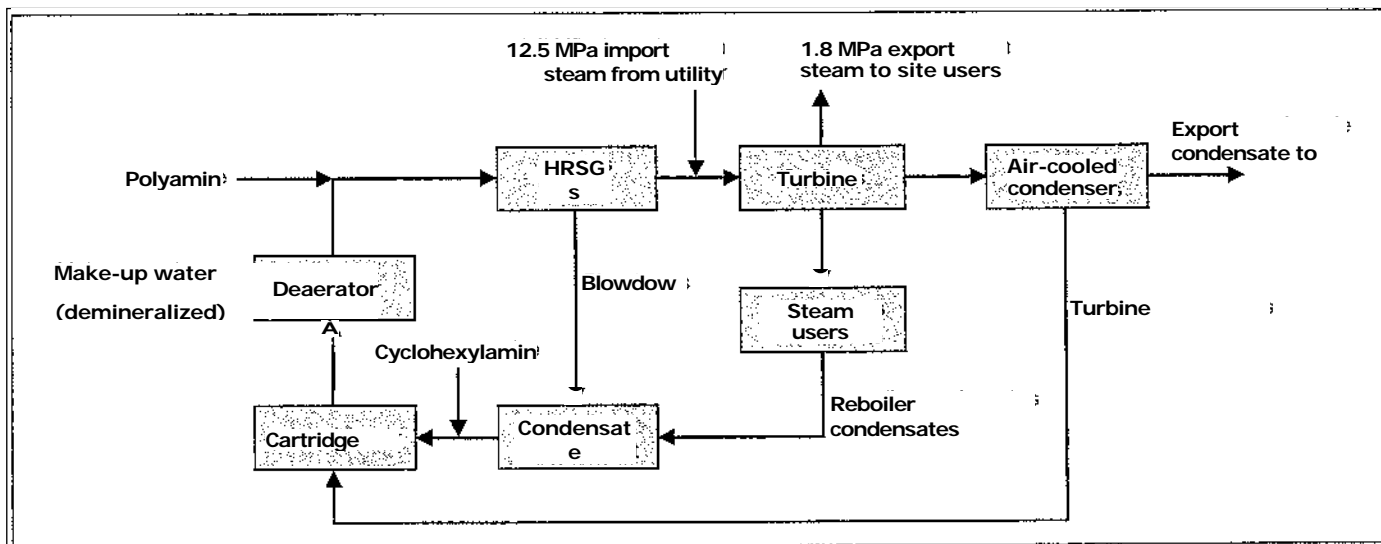 12.5 MPa import
steam from utility
1.8 MPa export
steam to site users
Export
condensate to
Polyamin
HRSG
s
Turbine
Air-cooled
condenser
Make-up water
(demineralized)
Deaerator
Blowdow
Steam
users
Turbine
Cyclohexylamin
Reboiler
condensates
Cartridge
Condensat
e